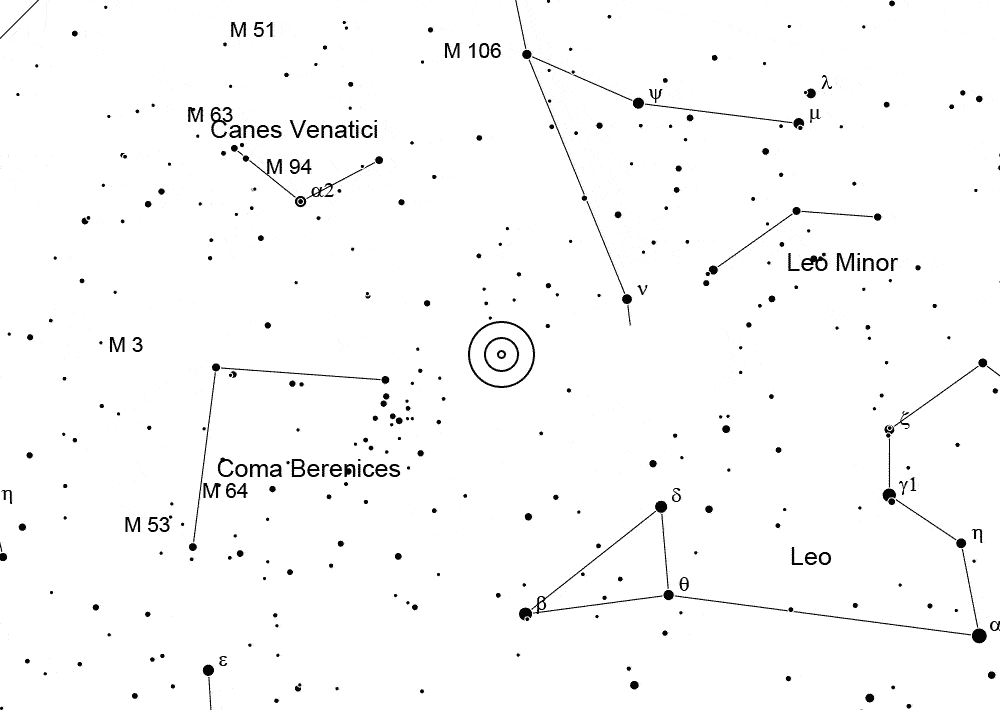 M 51
M 106
λ
ψ
μ
M 63
Canes Venatici
M 94
α2
Leo Minor
ν
M 3
ζ
Coma Berenices
M 64
η
γ1
δ
M 53
η
Leo
θ
β
α
ε